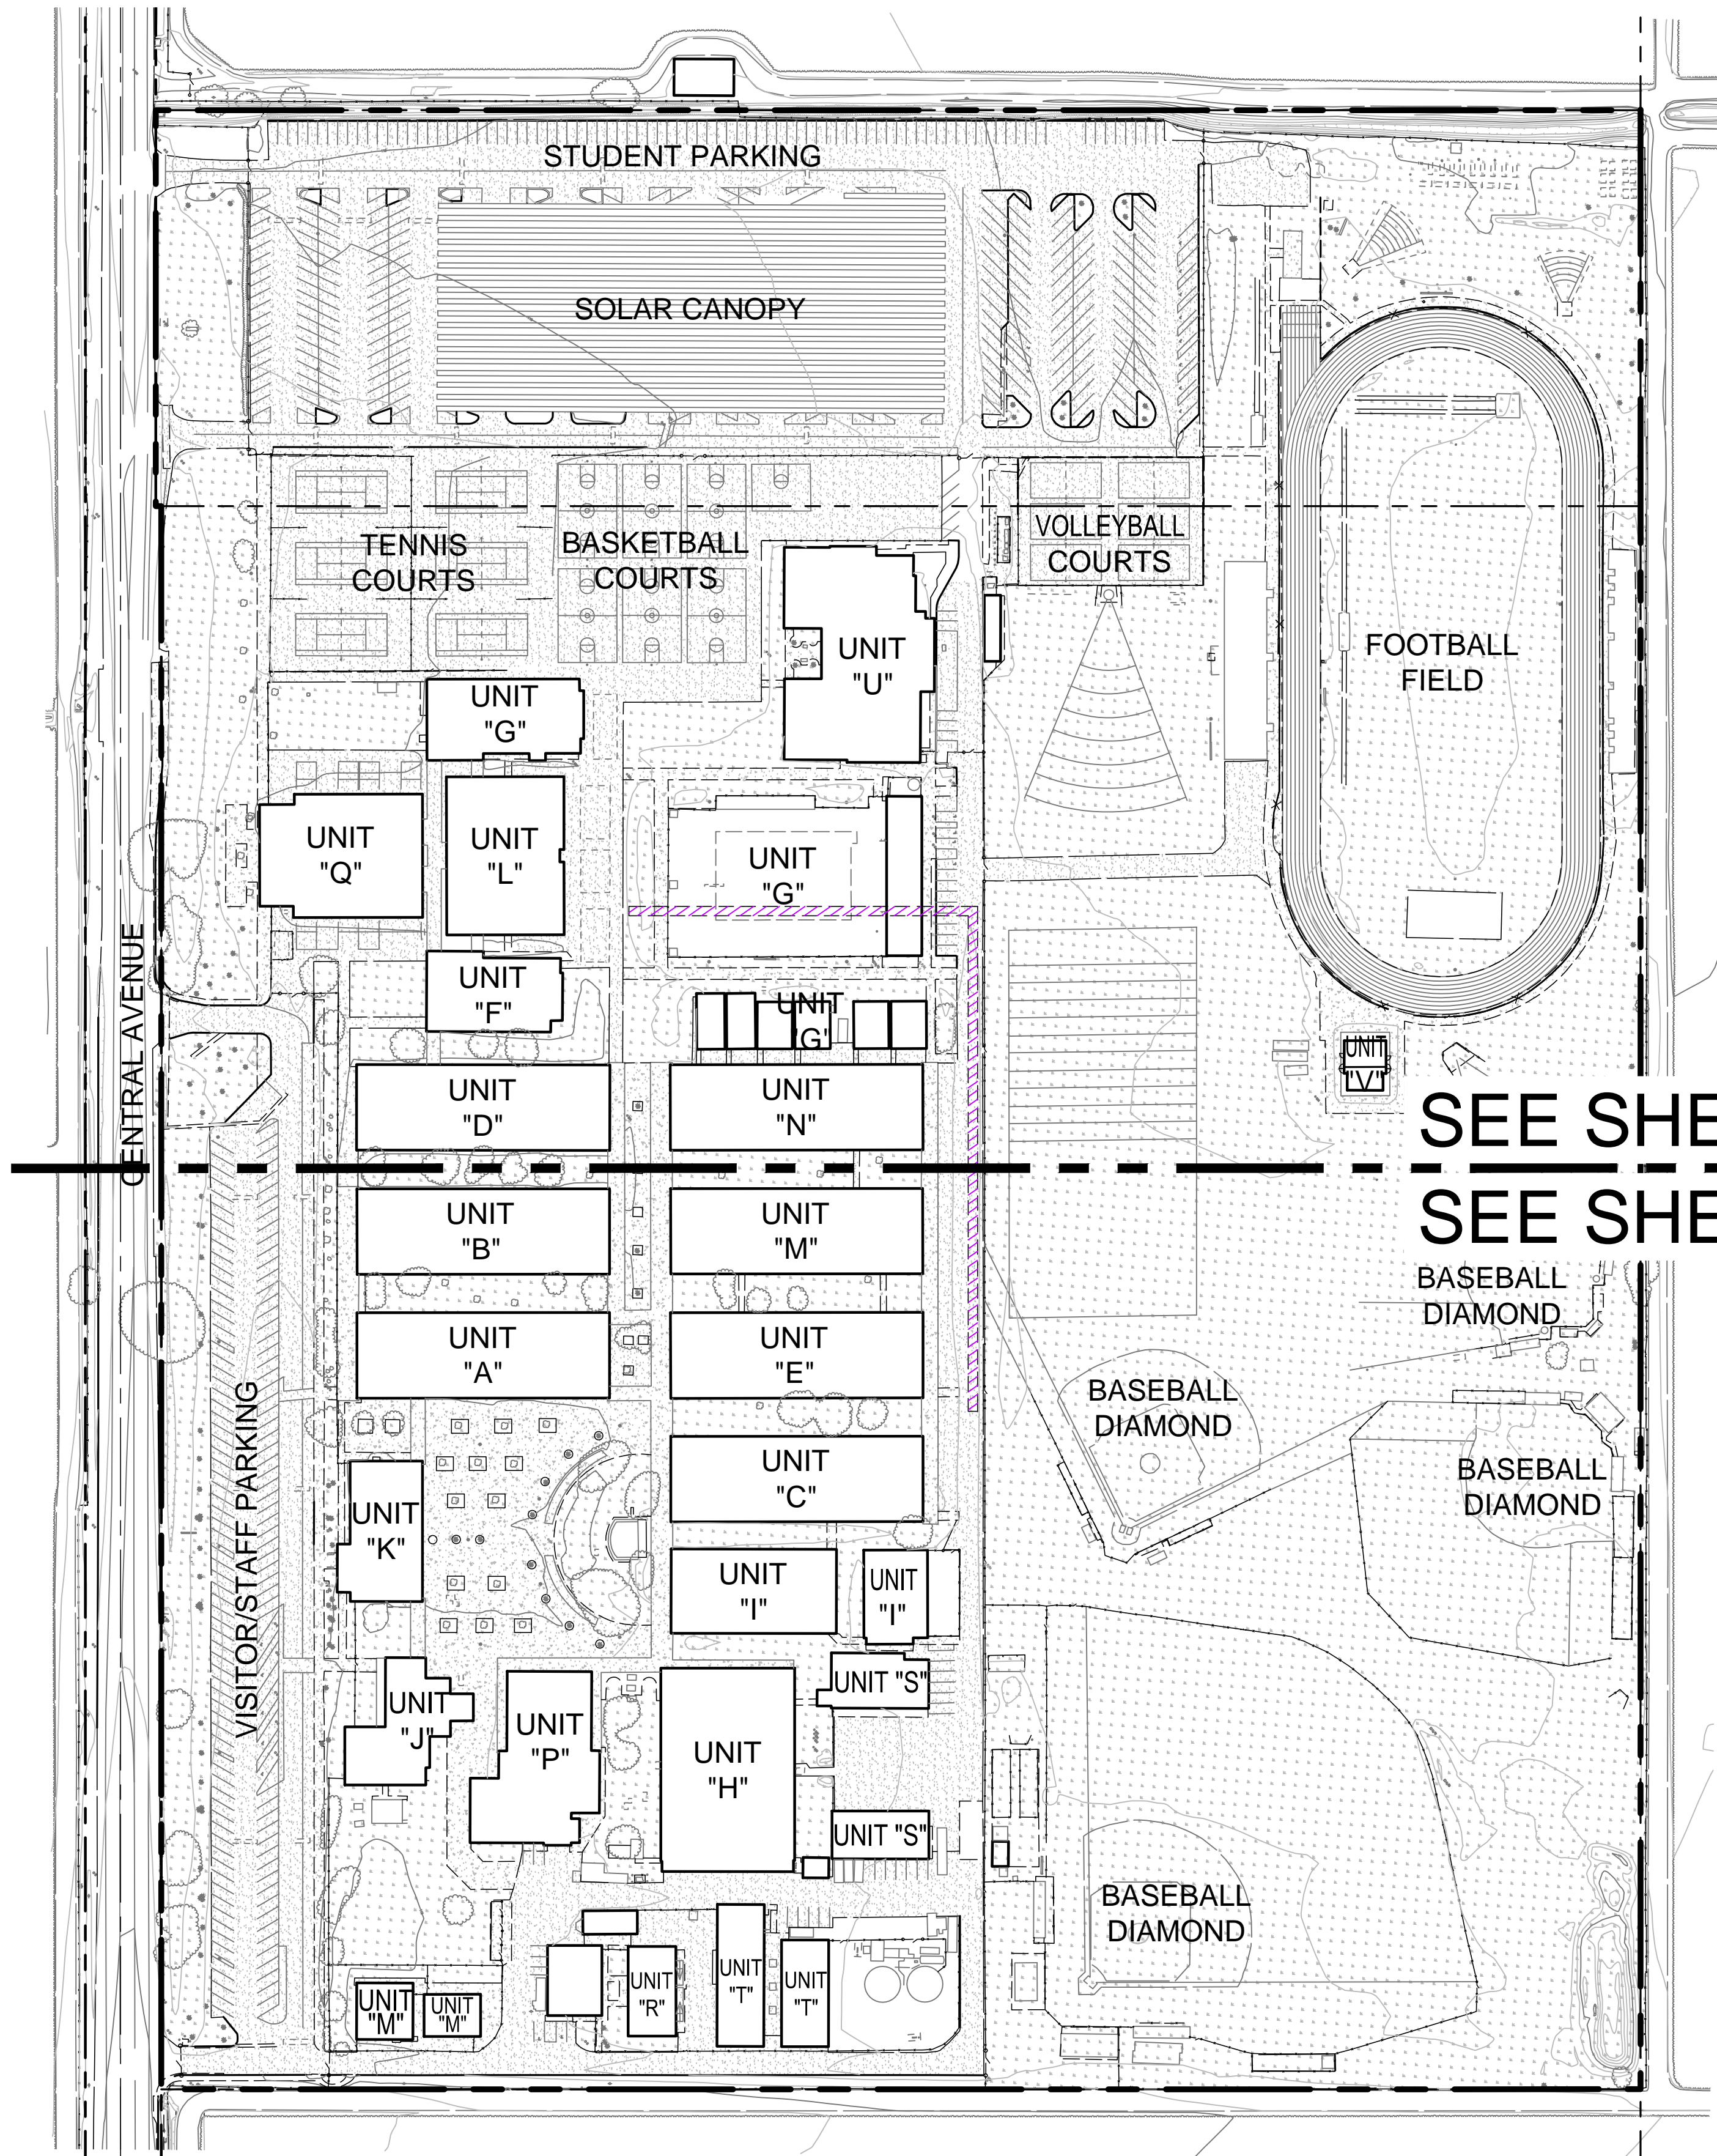 STUDENT PARKING
SOLAR CANOPY
TENNIS
COURTS
BASKETBALL
COURTS
VOLLEYBALL
COURTS
UNIT
"U"
FOOTBALL
FIELD
UNIT
"G"
UNIT
"Q"
UNIT
"L"
UNIT
"G"
CENTRAL AVENUE
UNIT
"F"
UNIT
"G"
UNIT
"V"
UNIT
"D"
UNIT
"N"
SEE SHE
SEE SHE
UNIT
"B"
UNIT
"M"
BASEBALL
DIAMOND
UNIT
"A"
UNIT
"E"
BASEBALL
DIAMOND
VISITOR/STAFF PARKING
UNIT
"C"
BASEBALL
DIAMOND
UNIT
"K"
UNIT
"I"
UNIT
"I"
UNIT "S"
UNIT
"J"
UNIT
"P"
UNIT
"H"
UNIT "S"
BASEBALL
DIAMOND
UNIT
"M"
UNIT
"M"
UNIT
"R"
UNIT
"T"
UNIT
"T"